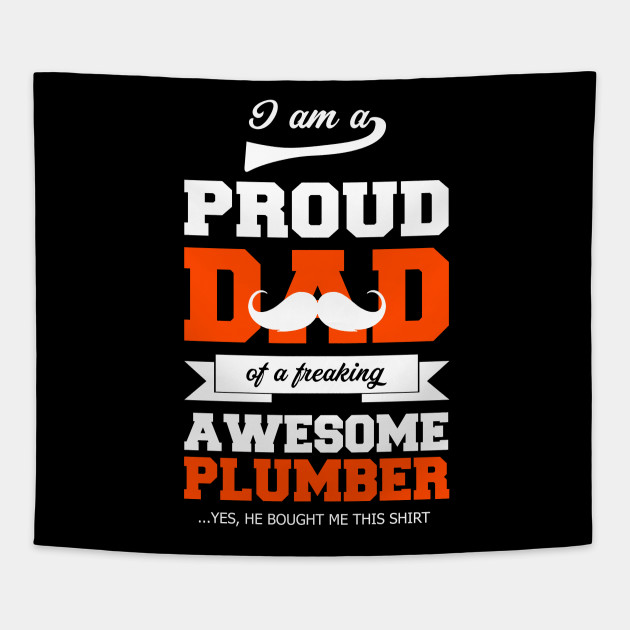 I am a
PROUD
DAD
of a freaking
AWESOME
PLUMBER
...YES, HE BOUGHT ME THIS SHIRT